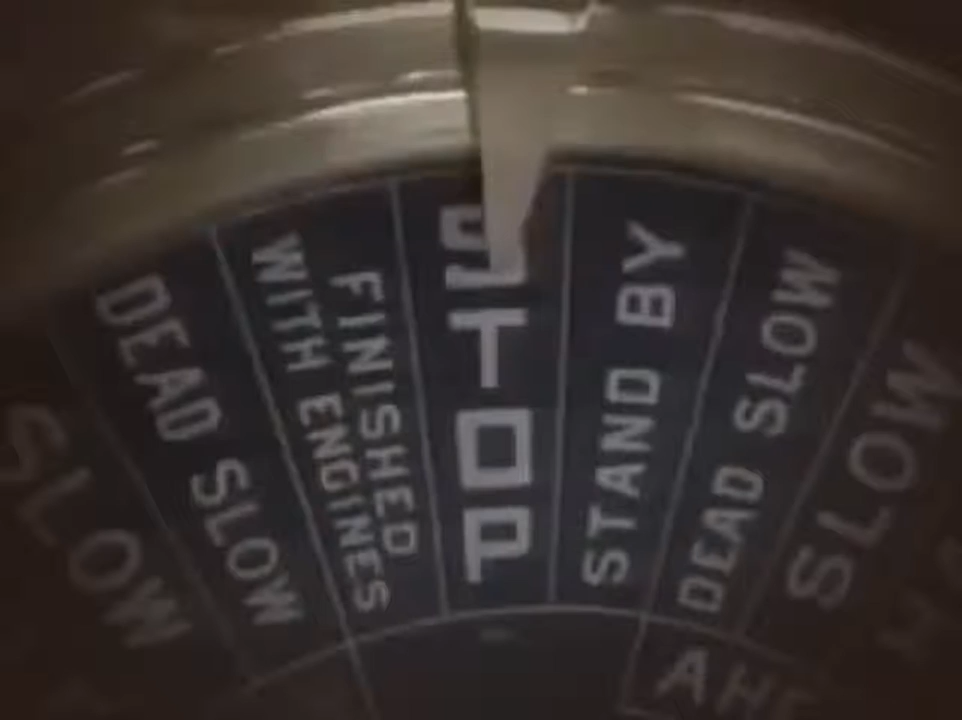 SLOW
DEAD SLOW
FINISHED
WITH ENGINES
STOP
STAND BY
DEAD SLOW
SLOW